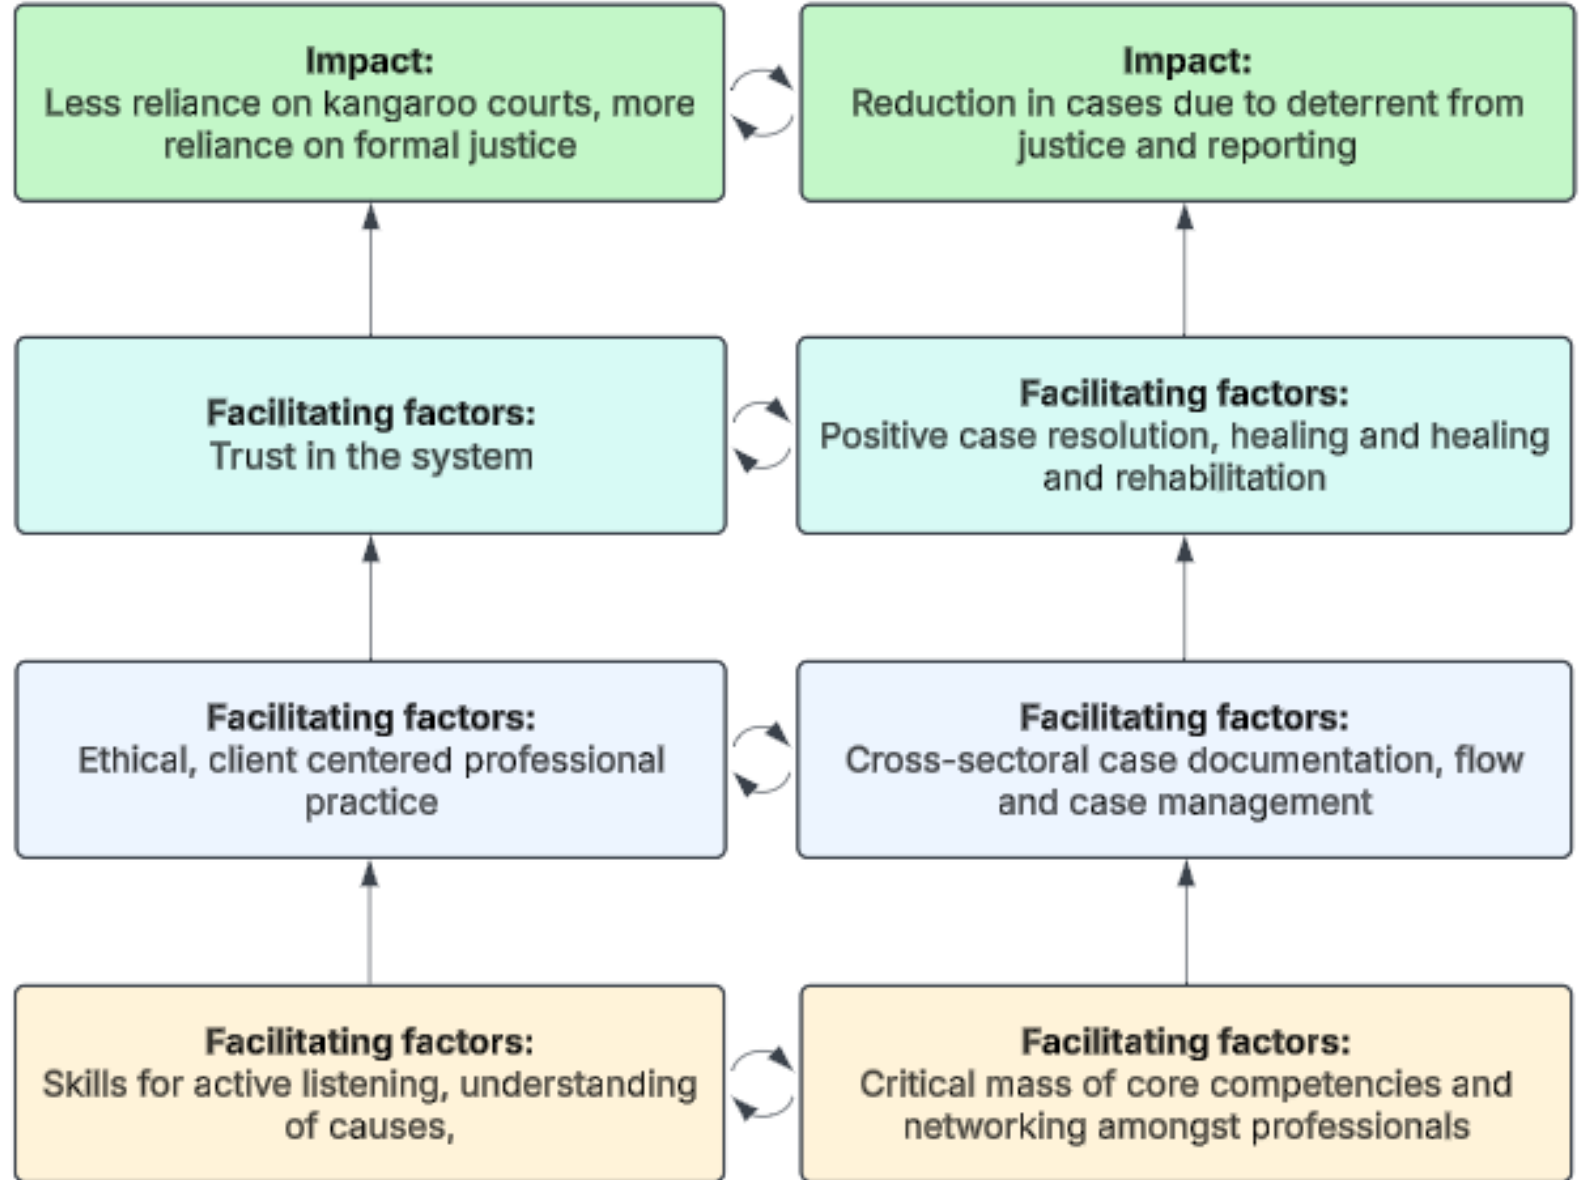 Impact:
Less reliance on kangaroo courts, more
reliance on formal justice
Impact:
Reduction in cases due to deterrent from
justice and reporting
Facilitating factors:
Trust in the system
Facilitating factors:
Positive case resolution, healing and healing
and rehabilitation
Facilitating factors:
Ethical, client centered professional
practice
Facilitating factors:
Cross-sectoral case documentation, flow
and case management
Facilitating factors:
Skills for active listening, understanding
of causes,
Facilitating factors:
Critical mass of core competencies and
networking amongst professionals